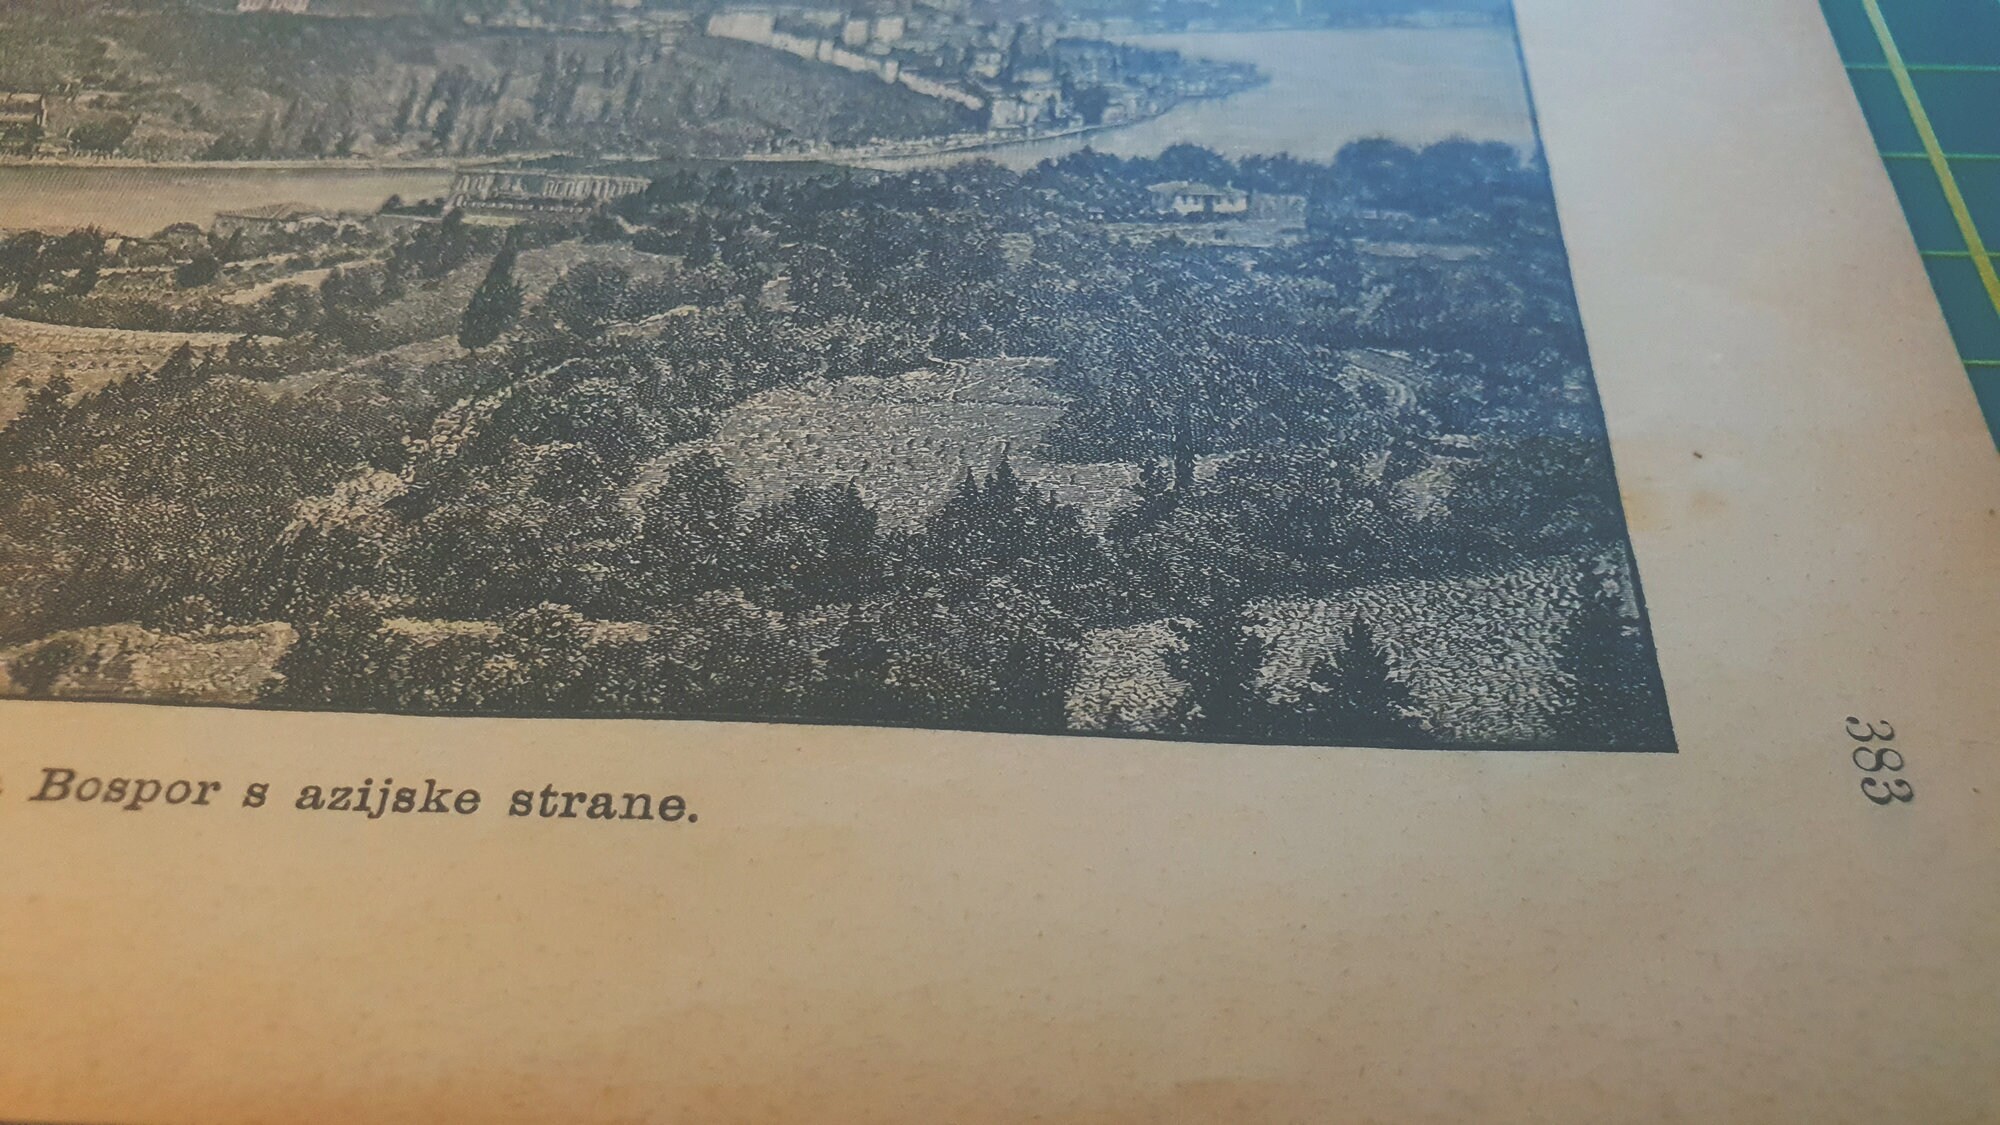 Bospor s azijske strane.
383